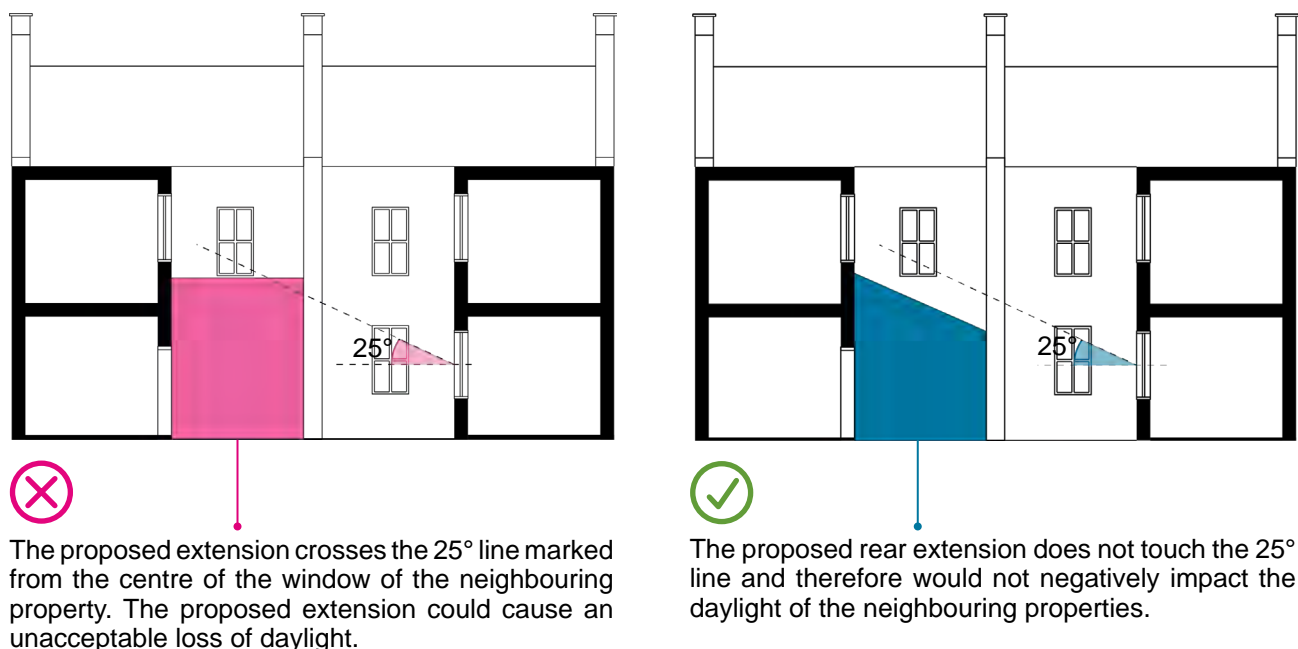 25°
25°
The proposed extension crosses the 25° line marked
from the centre of the window of the neighbouring
property. The proposed extension could cause an
unacceptable loss of daylight.
The proposed rear extension does not touch the 25°
line and therefore would not negatively impact the
daylight of the neighbouring properties.